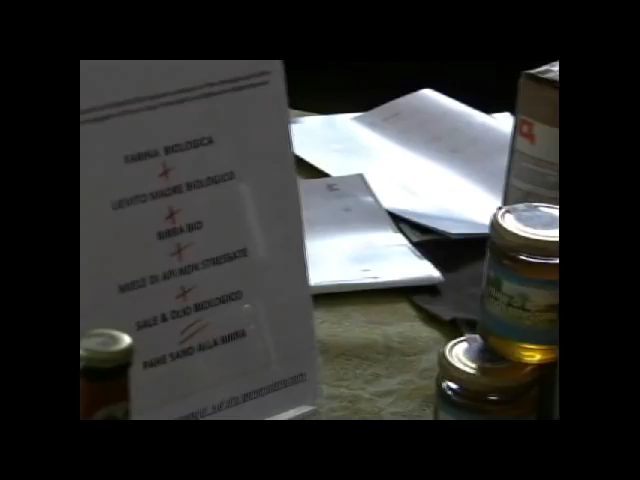 FARINA BIOLOGICA
+
LIEVITO MADRE BIOLOGICO
+
BIRRA BIO
+
MIELE DI API NON STRESSATE
+
SALE & OLIO BIOLOGICO
=
PANE SANO ALLA BIRRA